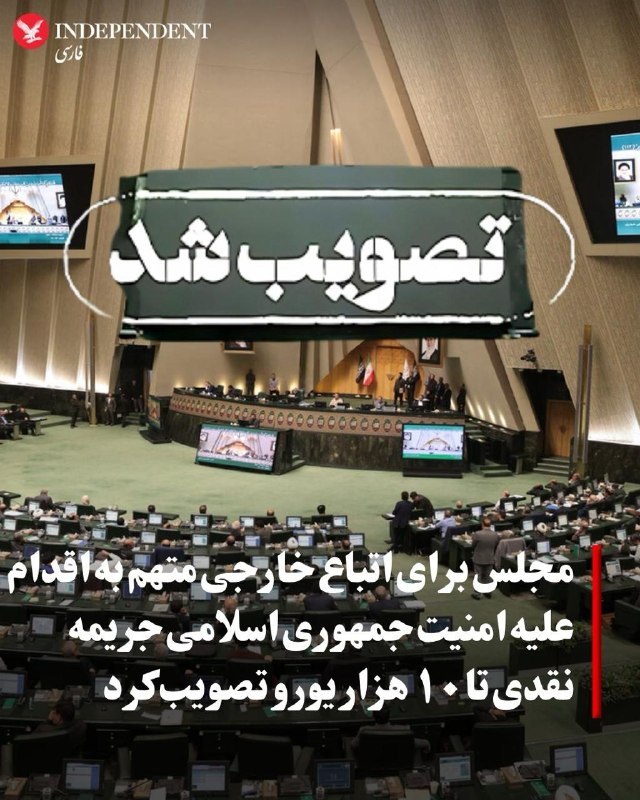 INDEPENDENT
فارسی
تصویب شد
مجلس برای اتباع خارجی متهم به اقدام
علیه امنیت جمهوری اسلامی جریمه
نقدی تا ۱۰ هزار یورو تصویب کرد